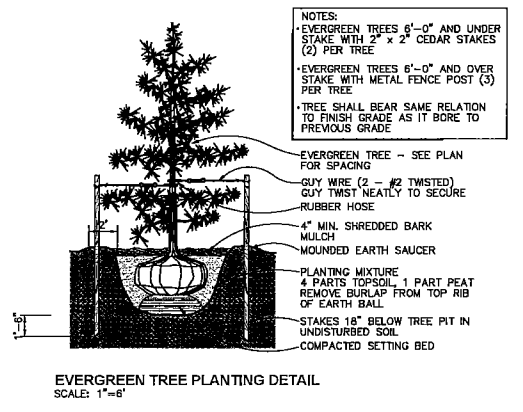 NOTES:
·EVERGREEN TREES 6'-0" AND UNDER
STAKE WITH 2" x 2" CEDAR STAKES
(2) PER TREE
·EVERGREEN TREES 6'-0" AND OVER
STAKE WITH METAL FENCE POST (3)
PER TREE
·TREE SHALL BEAR SAME RELATION
TO FINISH GRADE AS IT BORE TO
PREVIOUS GRADE
EVERGREEN TREE - SEE PLAN
FOR SPACING
GUY WIRE (2 - #2 TWISTED)
GUY TWIST NEATLY TO SECURE
RUBBER HOSE
4" MIN. SHREDDED BARK
MULCH
MOUNDED EARTH SAUCER
2'
PLANTING MIXTURE
4 PARTS TOPSOIL, 1 PART PEAT
REMOVE BURLAP FROM TOP RIB
OF EARTH BALL
STAKES 18" BELOW TREE PIT IN
UNDISTURBED SOIL
1'-6"
COMPACTED SETTING BED
EVERGREEN TREE PLANTING DETAIL
SCALE: 1"=6'